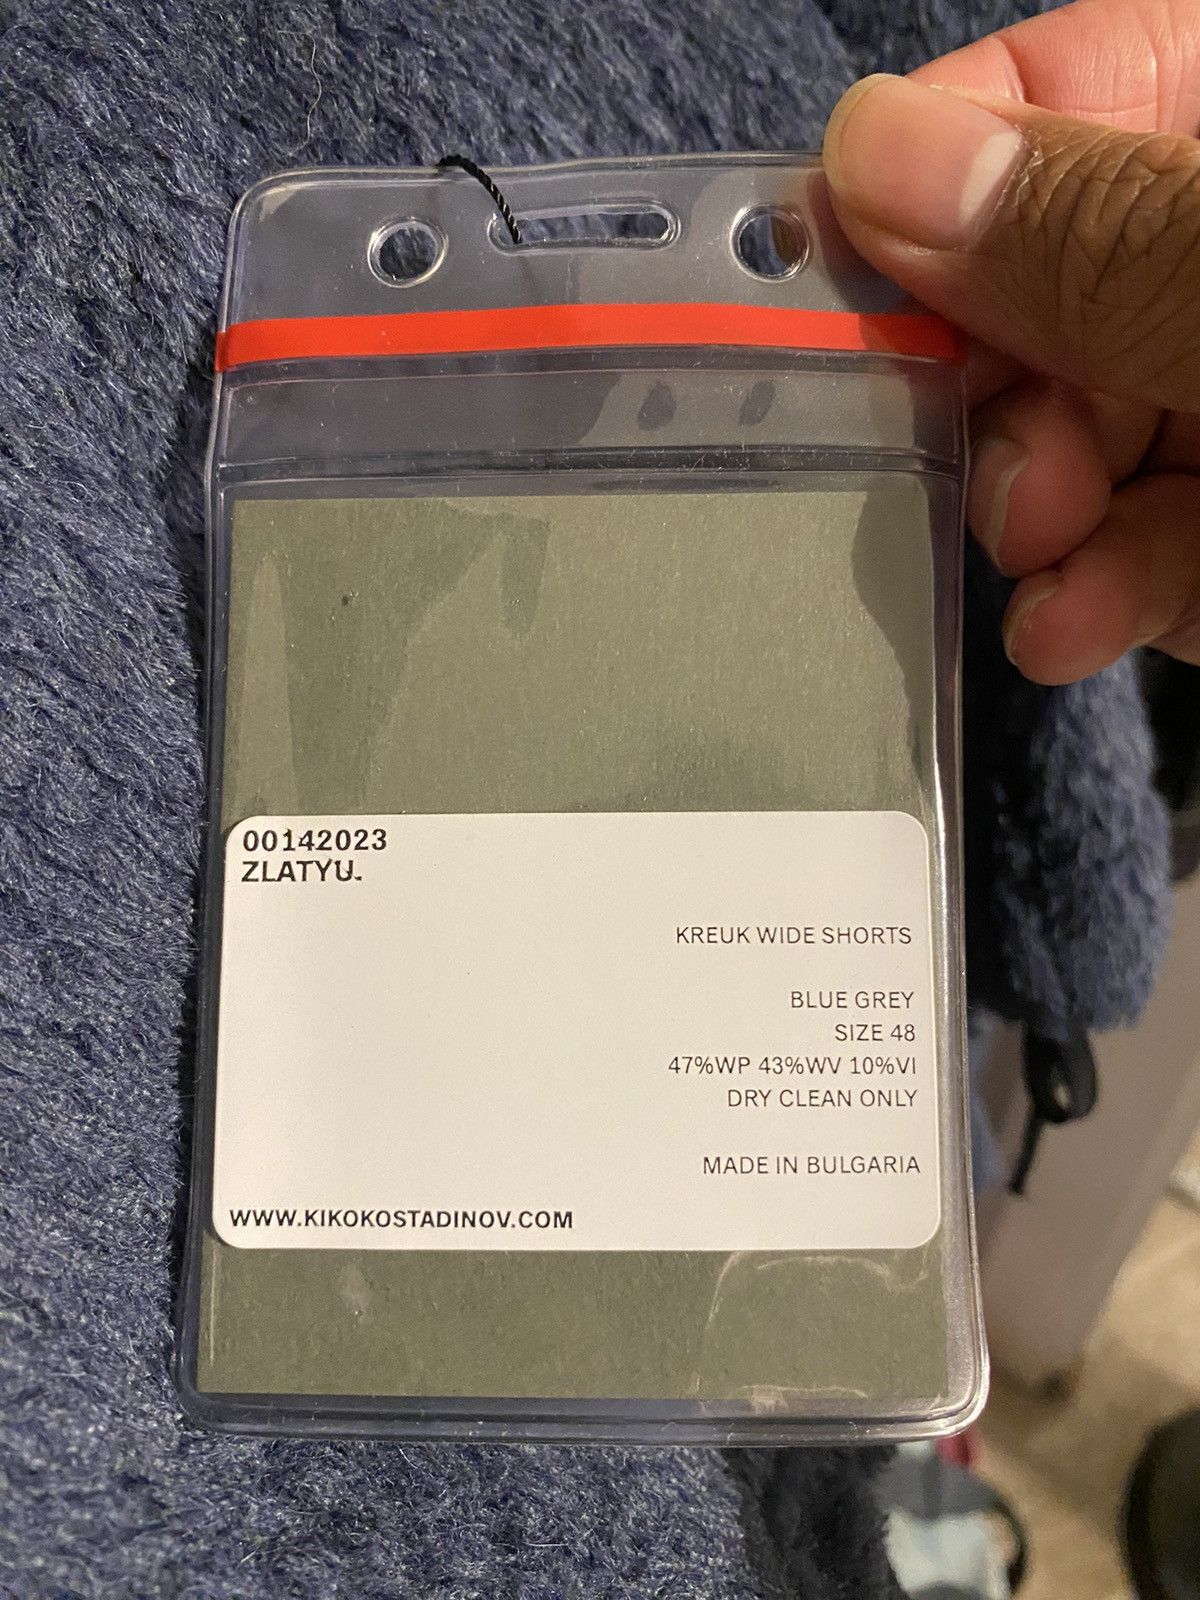 00142023
ZLATYU.
KREUK WIDE SHORTS
BLUE GREY
SIZE 48
47%WP 43%WV 10%VI
DRY CLEAN ONLY
MADE IN BULGARIA
WWW.KIKOKOSTADINOV.COM